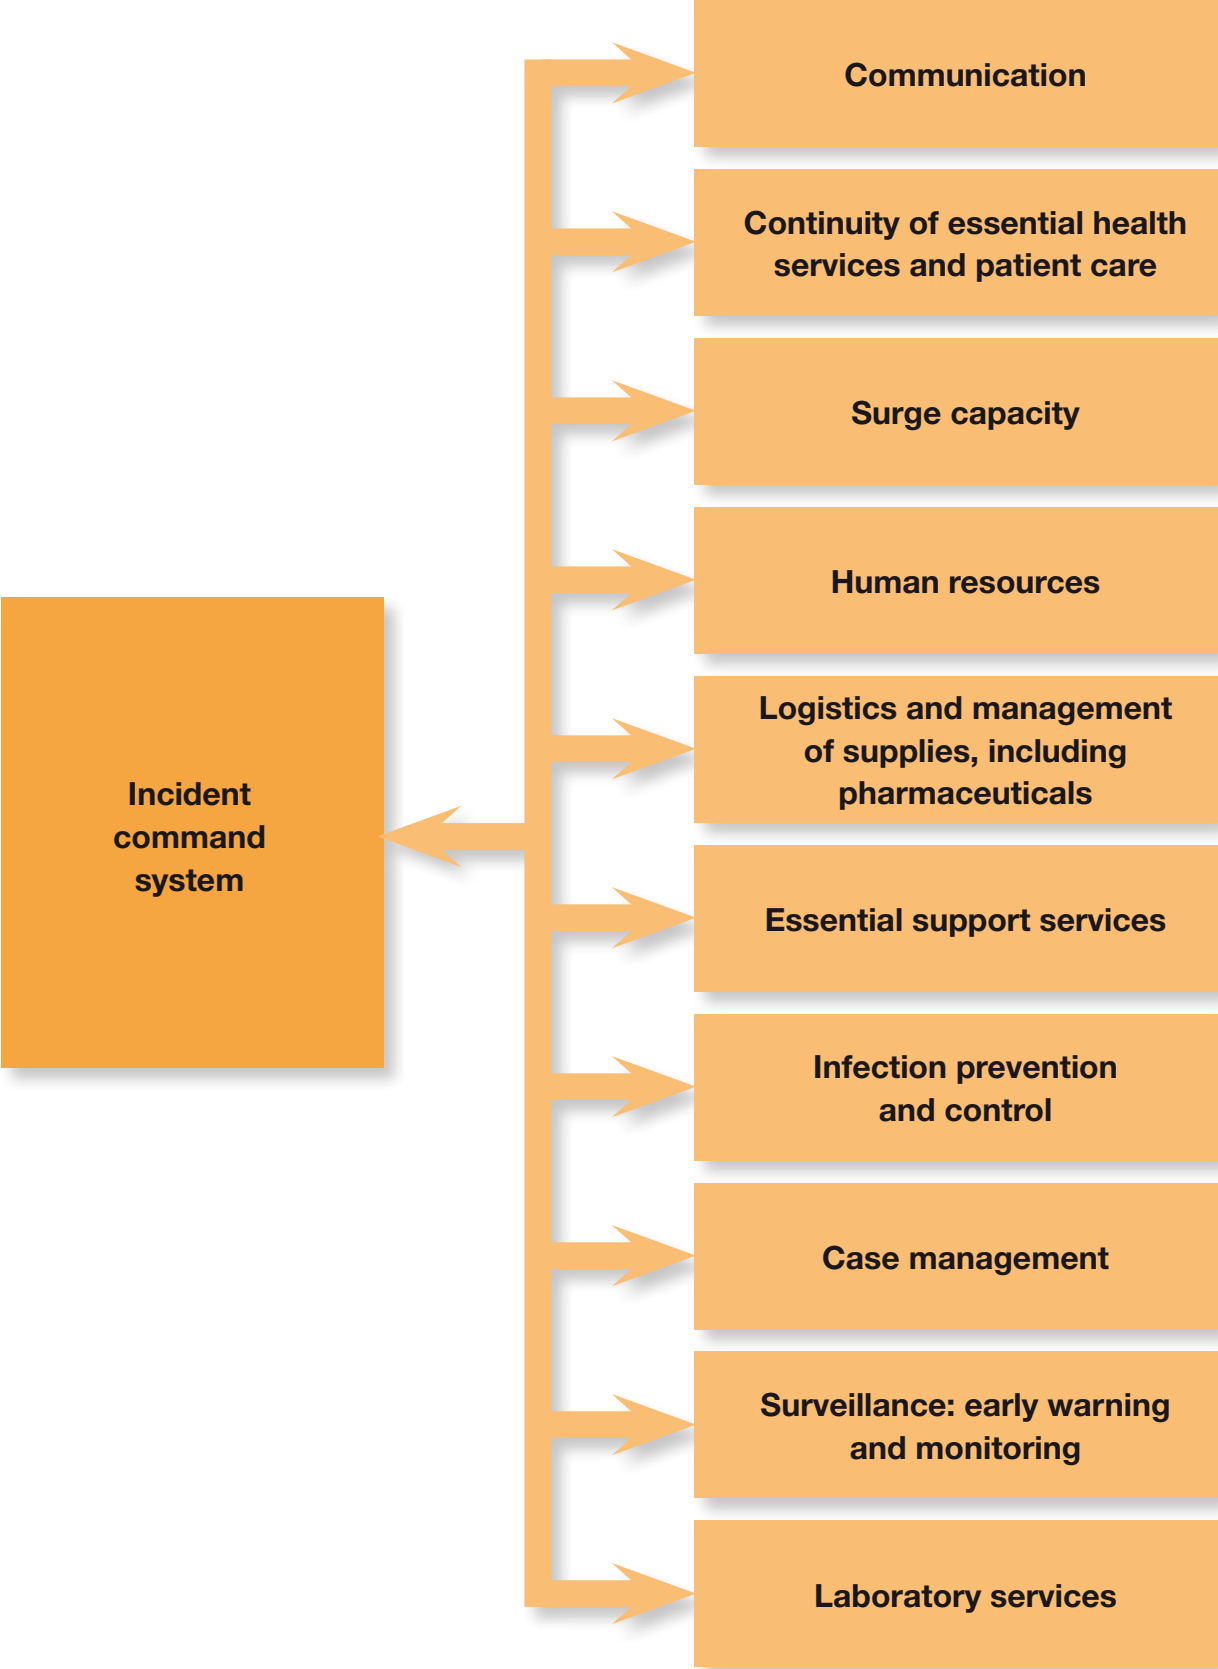 Communication
Continuity of essential health
services and patient care
Surge capacity
Human resources
Logistics and management
of supplies, including
pharmaceuticals
Incident
command
system
Essential support services
Infection prevention
and control
Case management
Surveillance: early warning
and monitoring
Laboratory services